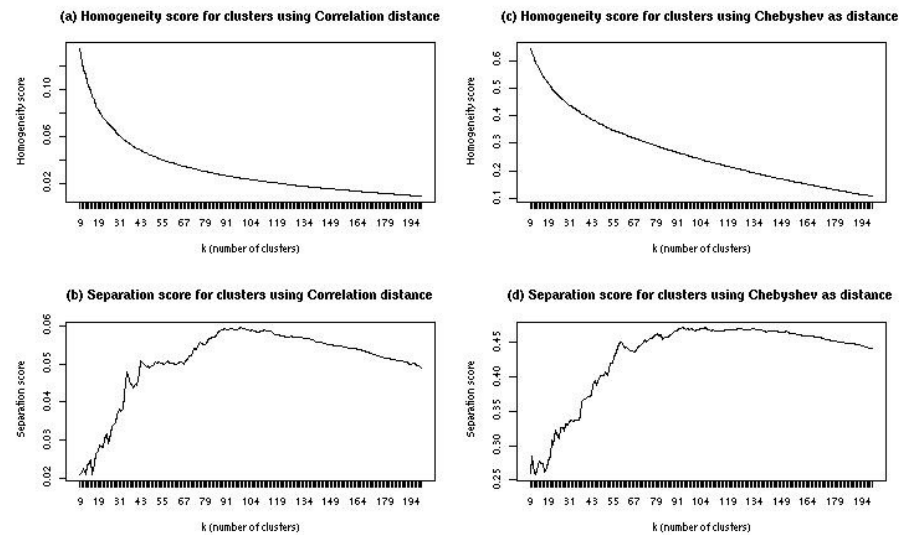 (a) Homogeneity score for clusters using Correlation distance
Homogeneity score
0.10
0.06
0.02
9 19 31 43 55 67 79 91 104 119 134 149 164 179 194
k (number of clusters)
(b) Separation score for clusters using Correlation distance
Separation score
0.06
0.05
0.04
0.03
0.02
9 19 31 43 55 67 79 91 104 119 134 149 164 179 194
k (number of clusters)
(c) Homogeneity score for clusters using Chebyshev as distance
Homogeneity score
0.6
0.5
0.4
0.3
0.2
0.1
9 19 31 43 55 67 79 91 104 119 134 149 164 179 194
k (number of clusters)
(d) Separation score for clusters using Chebyshev as distance
Separation score
0.45
0.40
0.35
0.30
0.25
9 19 31 43 55 67 79 91 104 119 134 149 164 179 194
k (number of clusters)